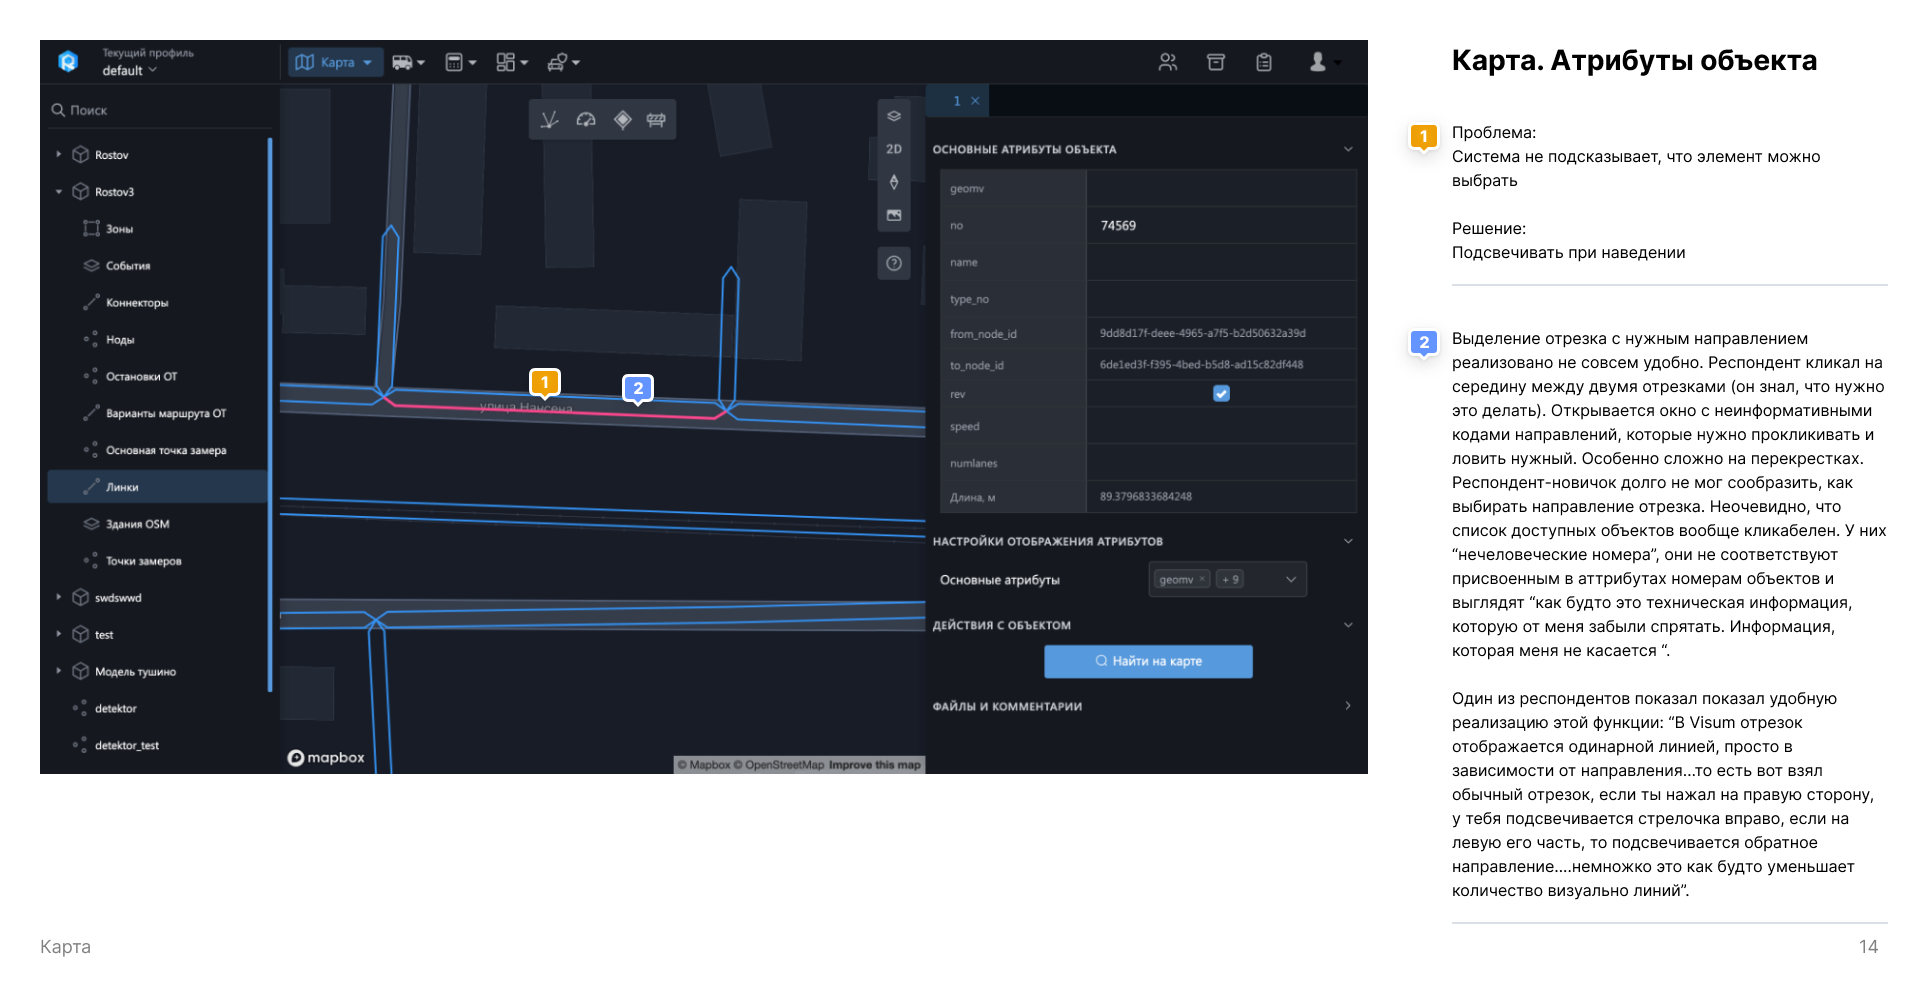 Текущий профиль
default
Карта
Поиск
Rostov
Rostov3
Зоны
События
Коннекторы
Ноды
Остановки ОТ
Варианты маршрута ОТ
Основная точка замера
Линки
Здания OSM
Точки замеров
swdswwd
test
Модель тушино
detektor
detektor_test
2D
улица Нансена
1
2
mapbox
© Mapbox © OpenStreetMap Improve this map
1
ОСНОВНЫЕ АТРИБУТЫ ОБЪЕКТА
geomv
no 74569
name
type_no
from_node_id 9dd8d17f-deee-4965-a7f5-b2d50632a39d
to_node_id 6de1ed3f-f395-4bed-b5d8-ad15c82df448
rev
speed
numlanes
Длина, м 89.3796833684248
НАСТРОЙКИ ОТОБРАЖЕНИЯ АТРИБУТОВ
Основные атрибуты geomv × + 9
ДЕЙСТВИЯ С ОБЪЕКТОМ
Найти на карте
ФАЙЛЫ И КОММЕНТАРИИ
Карта. Атрибуты объекта
1
Проблема:
Система не подсказывает, что элемент можно
выбрать
Решение:
Подсвечивать при наведении
2
Выделение отрезка с нужным направлением
реализовано не совсем удобно. Респондент кликал на
середину между двумя отрезками (он знал, что нужно
это делать). Открывается окно с неинформативными
кодами направлений, которые нужно прокликивать и
ловить нужный. Особенно сложно на перекрестках.
Респондент-новичок долго не мог сообразить, как
выбирать направление отрезка. Неочевидно, что
список доступных объектов вообще кликабелен. У них
“нечеловеческие номера”, они не соответствуют
присвоенным в аттрибутах номерам объектов и
выглядят “как будто это техническая информация,
которую от меня забыли спрятать. Информация,
которая меня не касается “.
Один из респондентов показал показал удобную
реализацию этой функции: “В Visum отрезок
отображается одинарной линией, просто в
зависимости от направления...то есть вот взял
обычный отрезок, если ты нажал на правую сторону,
у тебя подсвечивается стрелочка вправо, если на
левую его часть, то подсвечивается обратное
направление....немножко это как будто уменьшает
количество визуально линий”.
Карта
14